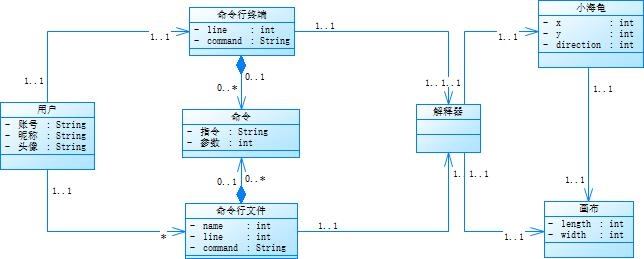 命令行终端
- line : int
- command : String
小海龟
- x : int
- y : int
- direction : int
1..1
1..1
1..1
1..1
0..1
0..*
1..1
1..1..1
用户
- 账号 : String
- 昵称 : String
- 头像 : String
命令
- 指令 : String
- 参数 : int
解释器
1..1
0..1
0..*
1..1..1
命令行文件
- name : int
- line : int
- command : String
*
1..1
1..1
1..1
画布
- length : int
- width : int